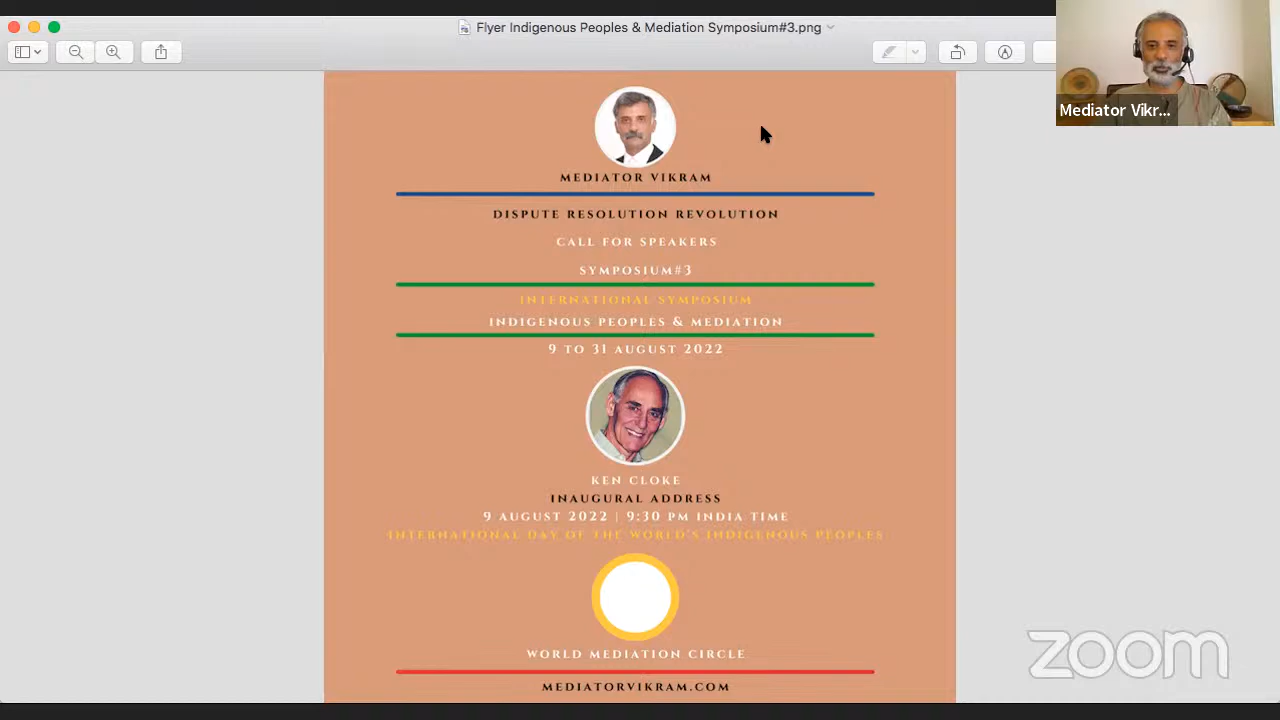 Flyer Indigenous Peoples & Mediation Symposium#3.png
Mediator Vikr...
MEDIATOR VIKRAM
DISPUTE RESOLUTION REVOLUTION
CALL FOR SPEAKERS
SYMPOSIUM#3
INTERNATIONAL SYMPOSIUM
INDIGENOUS PEOPLES & MEDIATION
9 TO 31 AUGUST 2022
KEN CLOKE
INAUGURAL ADDRESS
9 AUGUST 2022 | 9:30 PM INDIA TIME
INTERNATIONAL DAY OF THE WORLD'S INDIGENOUS PEOPLES
WORLD MEDIATION CIRCLE
MEDIATORVIKRAM.COM
zoom